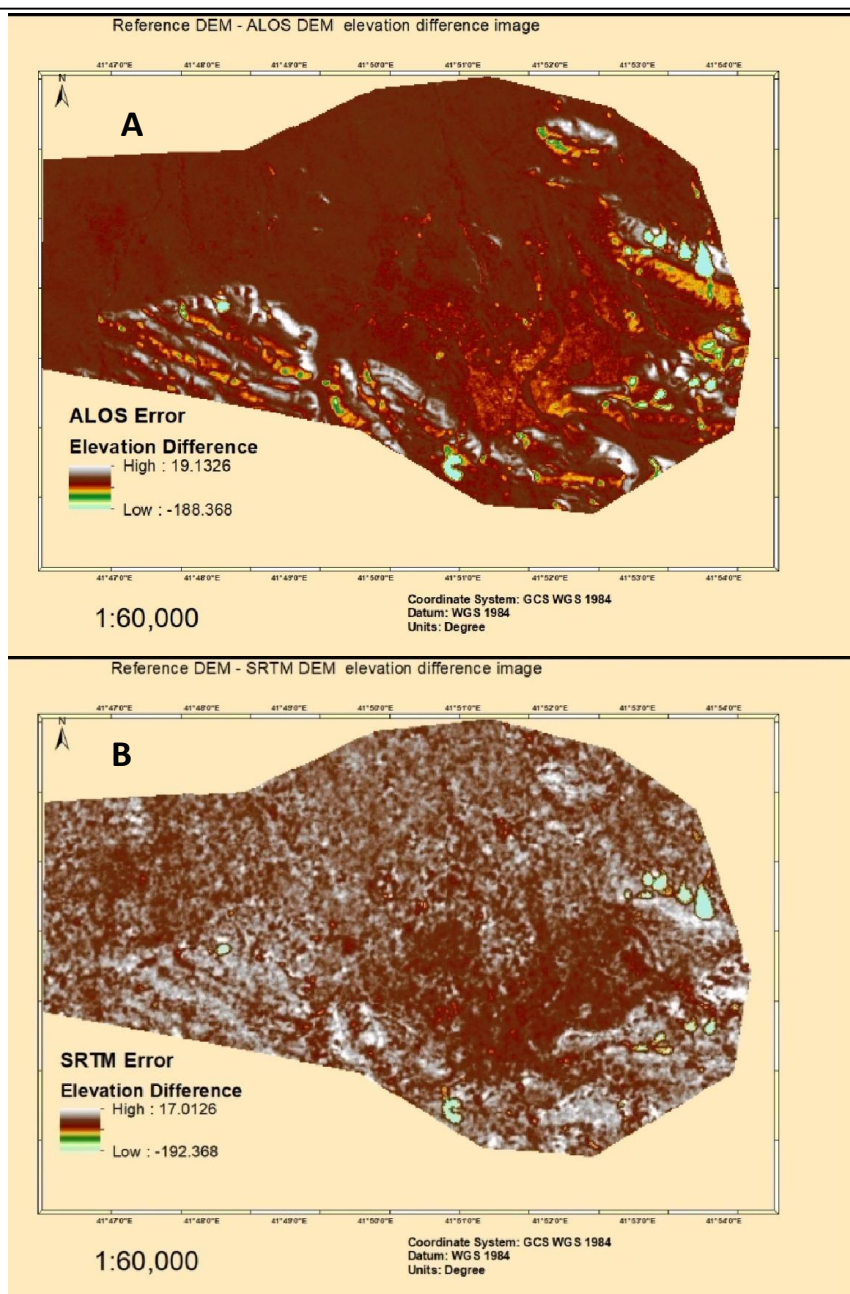 Reference DEM - ALOS DEM elevation difference image
41°47'0"E 41°48'0"E 41°49'0"E 41°50'0"E 41°51'0"E 41°52'0"E 41°53'0"E 41°54'0"E
N
A
ALOS Error
Elevation Difference
High : 19.1326
Low : -188.368
41°47'0"E 41°48'0"E 41°49'0"E 41°50'0"E 41°51'0"E 41°52'0"E 41°53'0"E 41°54'0"E
1:60,000
Coordinate System: GCS WGS 1984
Datum: WGS 1984
Units: Degree
Reference DEM - SRTM DEM elevation difference image
41°47'0"E 41°48'0"E 41°49'0"E 41°50'0"E 41°51'0"E 41°52'0"E 41°53'0"E 41°54'0"E
N
B
SRTM Error
Elevation Difference
High : 17.0126
Low : -192.368
41°47'0"E 41°48'0"E 41°49'0"E 41°50'0"E 41°51'0"E 41°52'0"E 41°53'0"E 41°54'0"E
1:60,000
Coordinate System: GCS WGS 1984
Datum: WGS 1984
Units: Degree